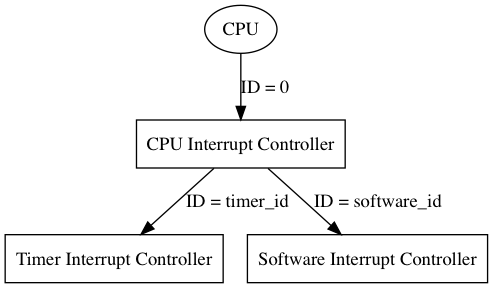 CPU
ID = 0
CPU Interrupt Controller
ID = timer_id
ID = software_id
Timer Interrupt Controller
Software Interrupt Controller